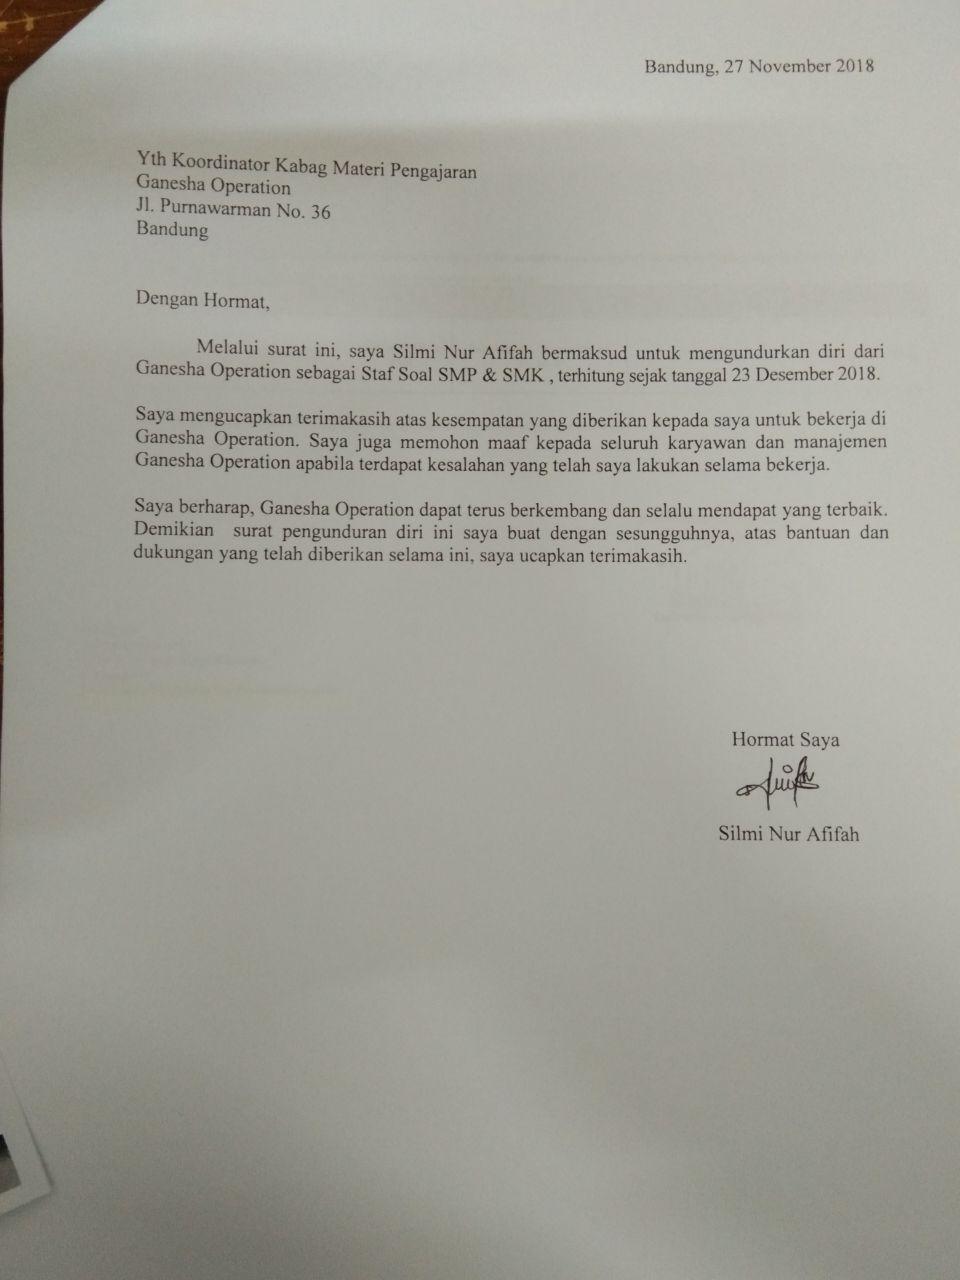 Bandung, 27 November 2018
Yth Koordinator Kabag Materi Pengajaran
Ganesha Operation
Jl. Purnawarman No. 36
Bandung
Dengan Hormat,
Melalui surat ini, saya Silmi Nur Afifah bermaksud untuk mengundurkan diri dari
Ganesha Operation sebagai Staf Soal SMP & SMK , terhitung sejak tanggal 23 Desember 2018.
Saya mengucapkan terimakasih atas kesempatan yang diberikan kepada saya untuk bekerja di
Ganesha Operation. Saya juga memohon maaf kepada seluruh karyawan dan manajemen
Ganesha Operation apabila terdapat kesalahan yang telah saya lakukan selama bekerja.
Saya berharap, Ganesha Operation dapat terus berkembang dan selalu mendapat yang terbaik.
Demikian  surat pengunduran diri ini saya buat dengan sesungguhnya, atas bantuan dan
dukungan yang telah diberikan selama ini, saya ucapkan terimakasih.
Hormat Saya
Silmi Nur Afifah